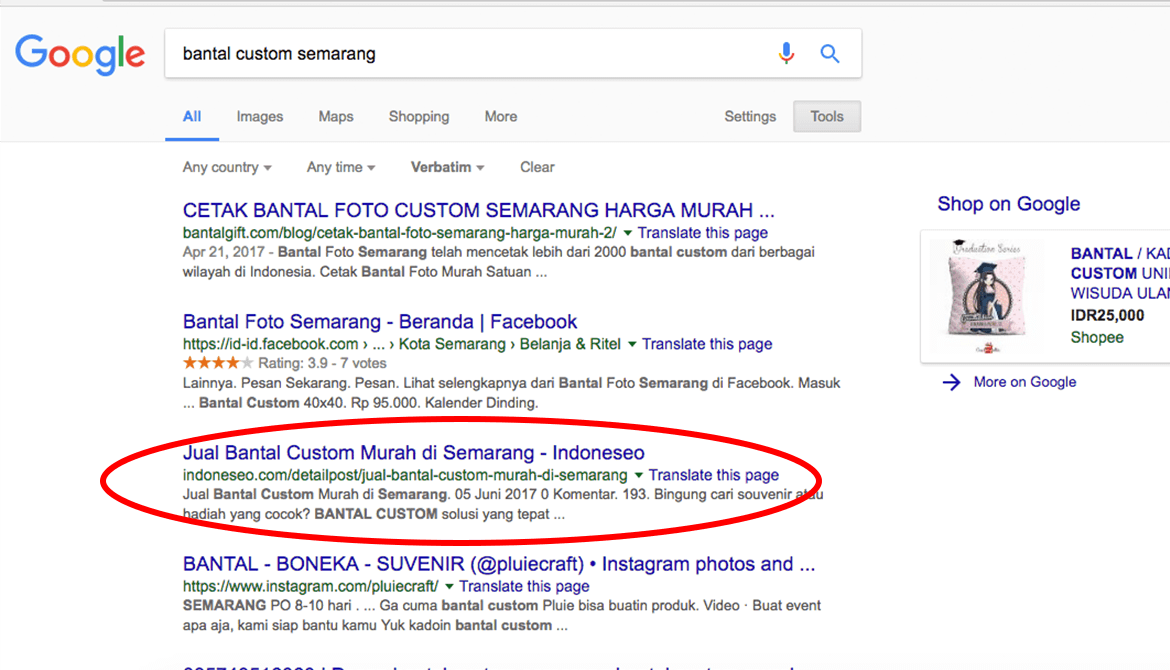 Google
bantal custom semarang
All Images Maps Shopping More Settings Tools
Any country Any time Verbatim Clear
CETAK BANTAL FOTO CUSTOM SEMARANG HARGA MURAH ...
bantalgift.com/blog/cetak-bantal-foto-semarang-harga-murah-2/ Translate this page
Apr 21, 2017 - Bantal Foto Semarang telah mencetak lebih dari 2000 bantal custom dari berbagai
wilayah di Indonesia. Cetak Bantal Foto Murah Satuan ...
Bantal Foto Semarang - Beranda | Facebook
https://id-id.facebook.com › ... › Kota Semarang › Belanja & Ritel Translate this page
Rating: 3.9 - 7 votes
Lainnya. Pesan Sekarang. Pesan. Lihat selengkapnya dari Bantal Foto Semarang di Facebook. Masuk
... Bantal Custom 40x40. Rp 95.000. Kalender Dinding.
Jual Bantal Custom Murah di Semarang - Indoneseo
indoneseo.com/detailpost/jual-bantal-custom-murah-di-semarang Translate this page
Jual Bantal Custom Murah di Semarang. 05 Juni 2017 0 Komentar. 193. Bingung cari souvenir atau
hadiah yang cocok? BANTAL CUSTOM solusi yang tepat ...
BANTAL - BONEKA - SUVENIR (@pluiecraft) • Instagram photos and ...
https://www.instagram.com/pluiecraft/ Translate this page
SEMARANG PO 8-10 hari . ... Ga cuma bantal custom Pluie bisa buatin produk. Video · Buat event
apa aja, kami siap bantu kamu Yuk kadoin bantal custom ...
Shop on Google
Graduation Series
BANTAL / KAD
CUSTOM UNI
WISUDA ULAN
IDR25,000
Shopee
More on Google